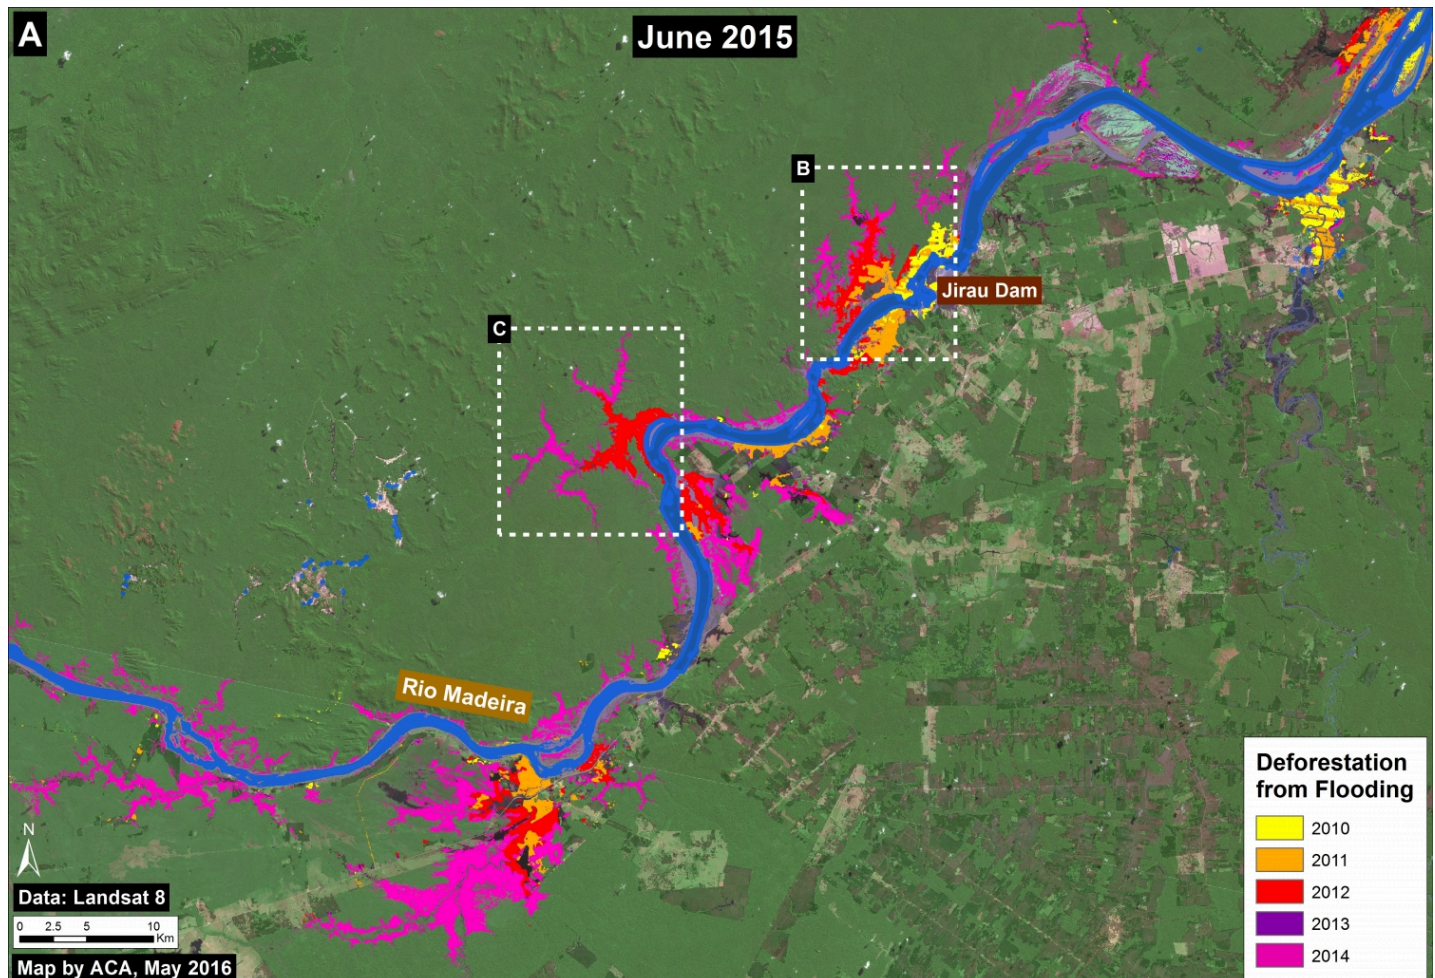 A
June 2015
B
Jirau Dam
C
Rio Madeira
Deforestation
from Flooding
2010
2011
2012
2013
2014
N
Data: Landsat 8
0 2.5 5 10
Km
Map by ACA, May 2016